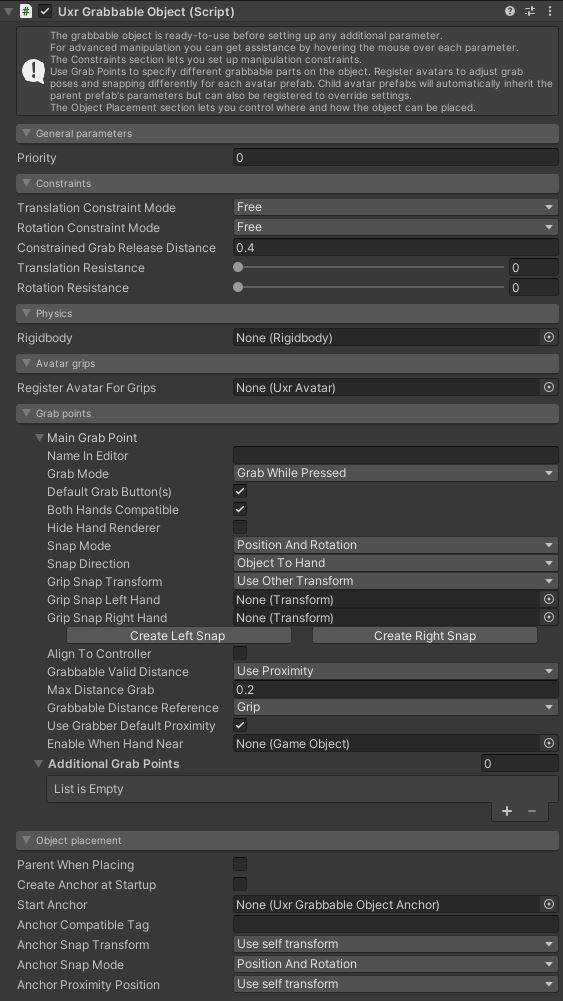 Uxr Grabbable Object (Script)
The grabbable object is ready-to-use before setting up any additional parameter.
For advanced manipulation you can get assistance by hovering the mouse over each parameter.
The Constraints section lets you set up manipulation constraints.
Use Grab Points to specify different grabbable parts on the object. Register avatars to adjust grab
poses and snapping differently for each avatar prefab. Child avatar prefabs will automatically inherit the
parent prefab's parameters but can also be registered to override settings.
The Object Placement section lets you control where and how the object can be placed.
General parameters
Priority 0
Constraints
Translation Constraint Mode Free
Rotation Constraint Mode Free
Constrained Grab Release Distance 0.4
Translation Resistance 0
Rotation Resistance 0
Physics
Rigidbody None (Rigidbody)
Avatar grips
Register Avatar For Grips None (Uxr Avatar)
Grab points
Main Grab Point
Name In Editor
Grab Mode Grab While Pressed
Default Grab Button(s)
Both Hands Compatible
Hide Hand Renderer
Snap Mode Position And Rotation
Snap Direction Object To Hand
Grip Snap Transform Use Other Transform
Grip Snap Left Hand None (Transform)
Grip Snap Right Hand None (Transform)
Create Left Snap Create Right Snap
Align To Controller
Grabbable Valid Distance Use Proximity
Max Distance Grab 0.2
Grabbable Distance Reference Grip
Use Grabber Default Proximity
Enable When Hand Near None (Game Object)
Additional Grab Points 0
List is Empty
+ −
Object placement
Parent When Placing
Create Anchor at Startup
Start Anchor None (Uxr Grabbable Object Anchor)
Anchor Compatible Tag
Anchor Snap Transform Use self transform
Anchor Snap Mode Position And Rotation
Anchor Proximity Position Use self transform